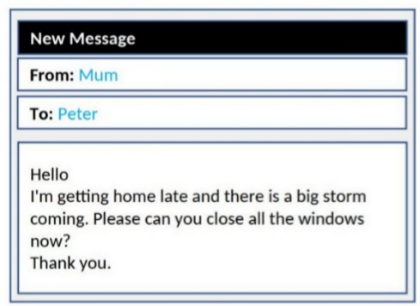 New Message
From: Mum
To: Peter
Hello
I'm getting home late and there is a big storm
coming. Please can you close all the windows
now?
Thank you.